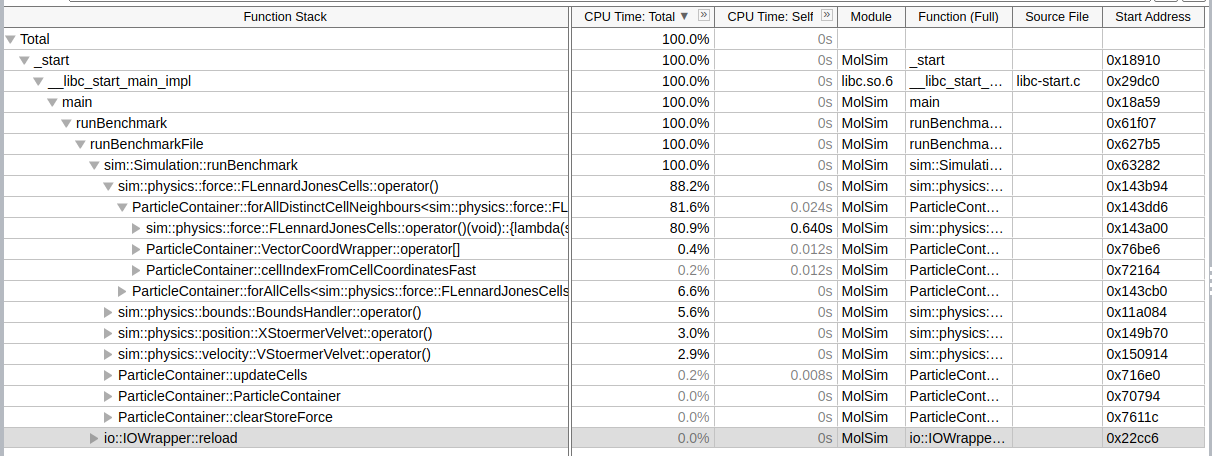 Function Stack CPU Time: Total ▼ » CPU Time: Self » Module Function (Full) Source File Start Address
Total 100.0% 0s
_start 100.0% 0s MolSim _start 0x18910
__libc_start_main_impl 100.0% 0s libc.so.6 __libc_start_… libc-start.c 0x29dc0
main 100.0% 0s MolSim main 0x18a59
runBenchmark 100.0% 0s MolSim runBenchma… 0x61f07
runBenchmarkFile 100.0% 0s MolSim runBenchma… 0x627b5
sim::Simulation::runBenchmark 100.0% 0s MolSim sim::Simulati… 0x63282
sim::physics::force::FLennardJonesCells::operator() 88.2% 0s MolSim sim::physics:… 0x143b94
ParticleContainer::forAllDistinctCellNeighbours<sim::physics::force::FL 81.6% 0.024s MolSim ParticleCont… 0x143dd6
sim::physics::force::FLennardJonesCells::operator()(void)::{lambda(s 80.9% 0.640s MolSim sim::physics:… 0x143a00
ParticleContainer::VectorCoordWrapper::operator[] 0.4% 0.012s MolSim ParticleCont… 0x76be6
ParticleContainer::cellIndexFromCellCoordinatesFast 0.2% 0.012s MolSim ParticleCont… 0x72164
ParticleContainer::forAllCells<sim::physics::force::FLennardJonesCells 6.6% 0s MolSim ParticleCont… 0x143cb0
sim::physics::bounds::BoundsHandler::operator() 5.6% 0s MolSim sim::physics:… 0x11a084
sim::physics::position::XStoermerVelvet::operator() 3.0% 0s MolSim sim::physics:… 0x149b70
sim::physics::velocity::VStoermerVelvet::operator() 2.9% 0s MolSim sim::physics:… 0x150914
ParticleContainer::updateCells 0.2% 0.008s MolSim ParticleCont… 0x716e0
ParticleContainer::ParticleContainer 0.0% 0s MolSim ParticleCont… 0x70794
ParticleContainer::clearStoreForce 0.0% 0s MolSim ParticleCont… 0x7611c
io::IOWrapper::reload 0.0% 0s MolSim io::IOWrappe… 0x22cc6